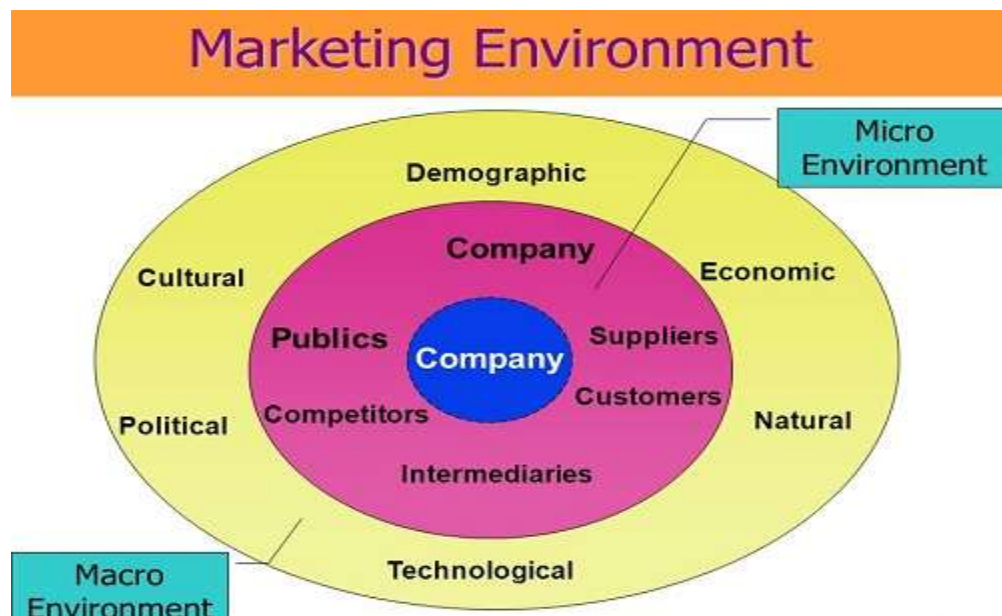 Marketing Environment
Micro
Environment
Demographic
Company
Cultural
Economic
Publics
Suppliers
Company
Customers
Competitors
Political
Natural
Intermediaries
Technological
Macro
Environment